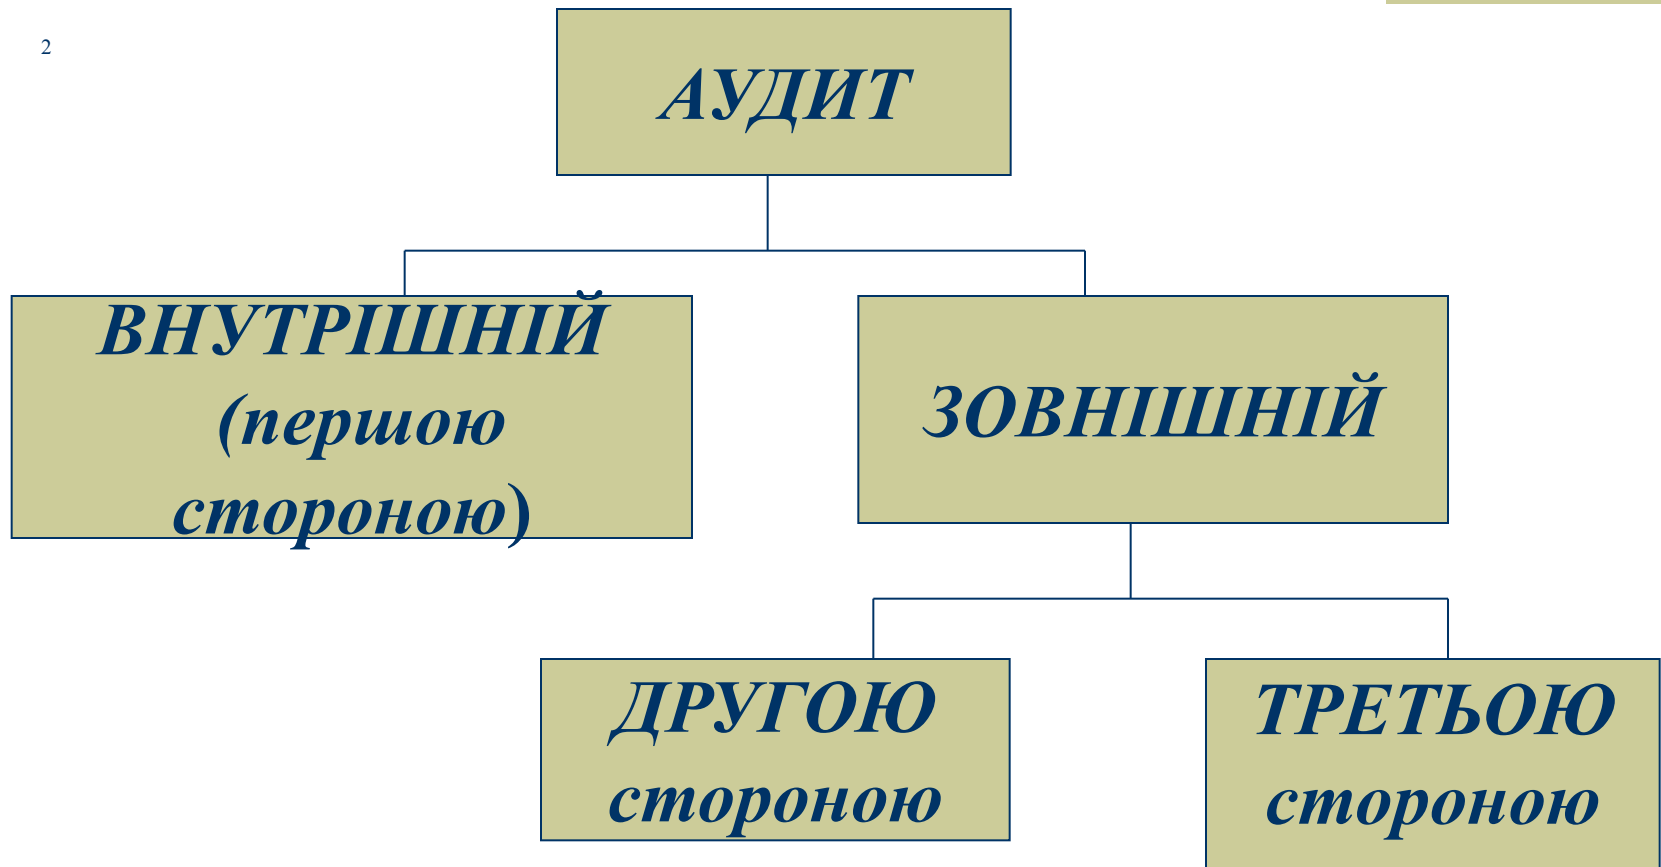 2
АУДИТ
ВНУТРІШНІЙ
(першою
стороною)
ЗОВНІШНІЙ
ДРУГОЮ
стороною
ТРЕТЬОЮ
стороною